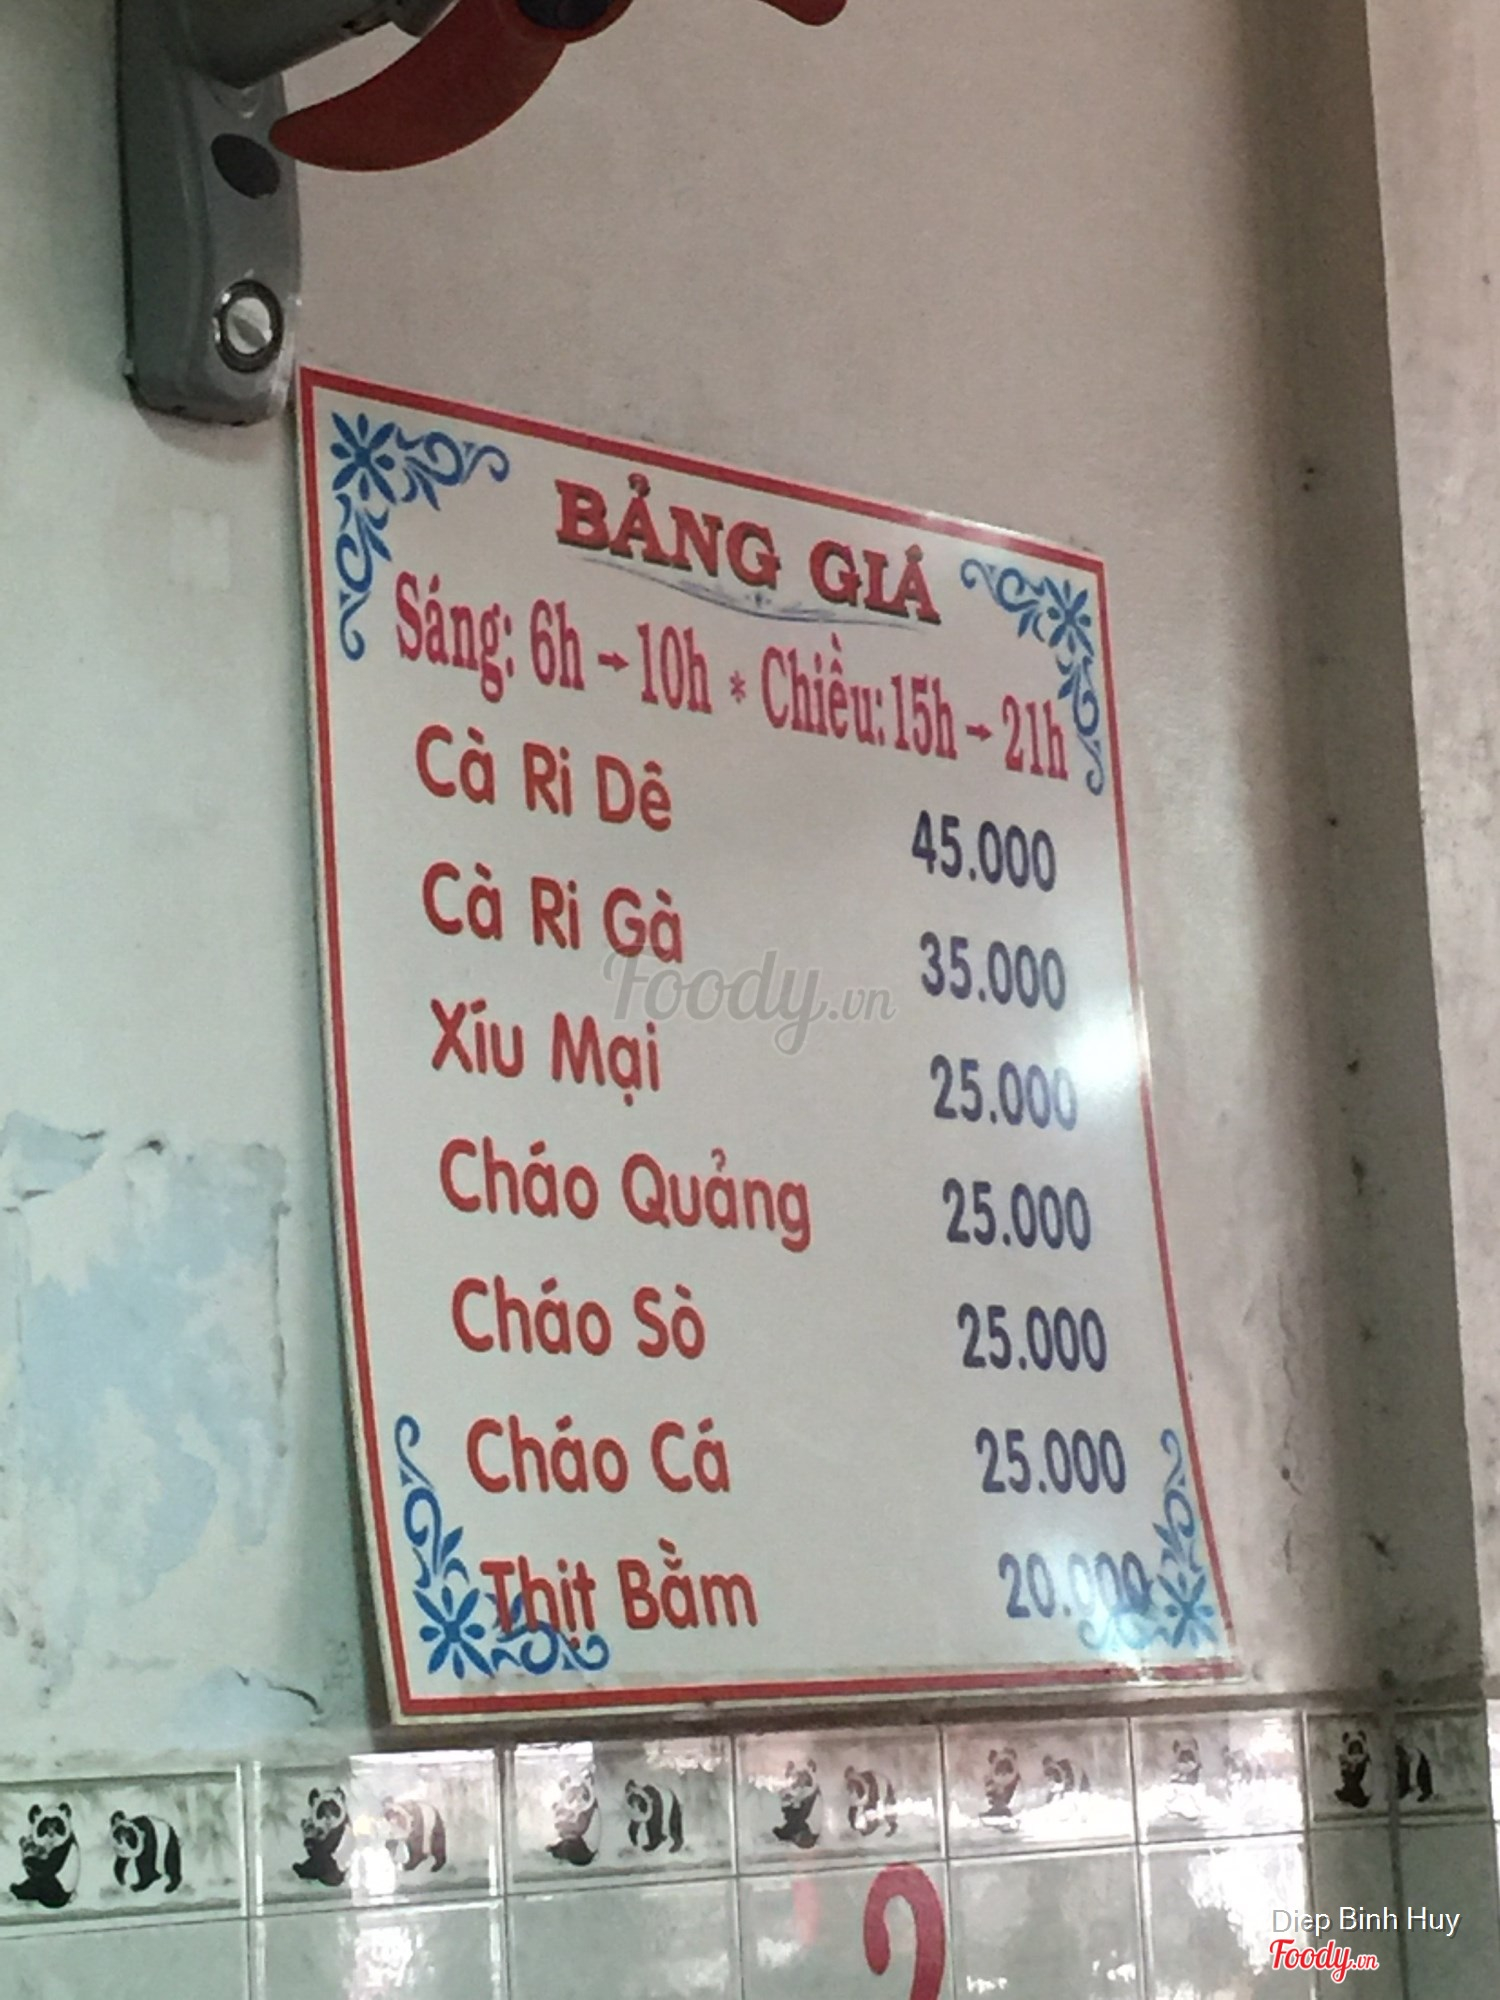 BẢNG GIÁ
Sáng: 6h → 10h * Chiều: 15h → 21h
Cà Ri Dê 45.000
Cà Ri Gà 35.000
Xíu Mại 25.000
Cháo Quảng 25.000
Cháo Sò 25.000
Cháo Cá 25.000
Thịt Bằm 20.000
Foody.vn
Diep Binh Huy
Foody.vn